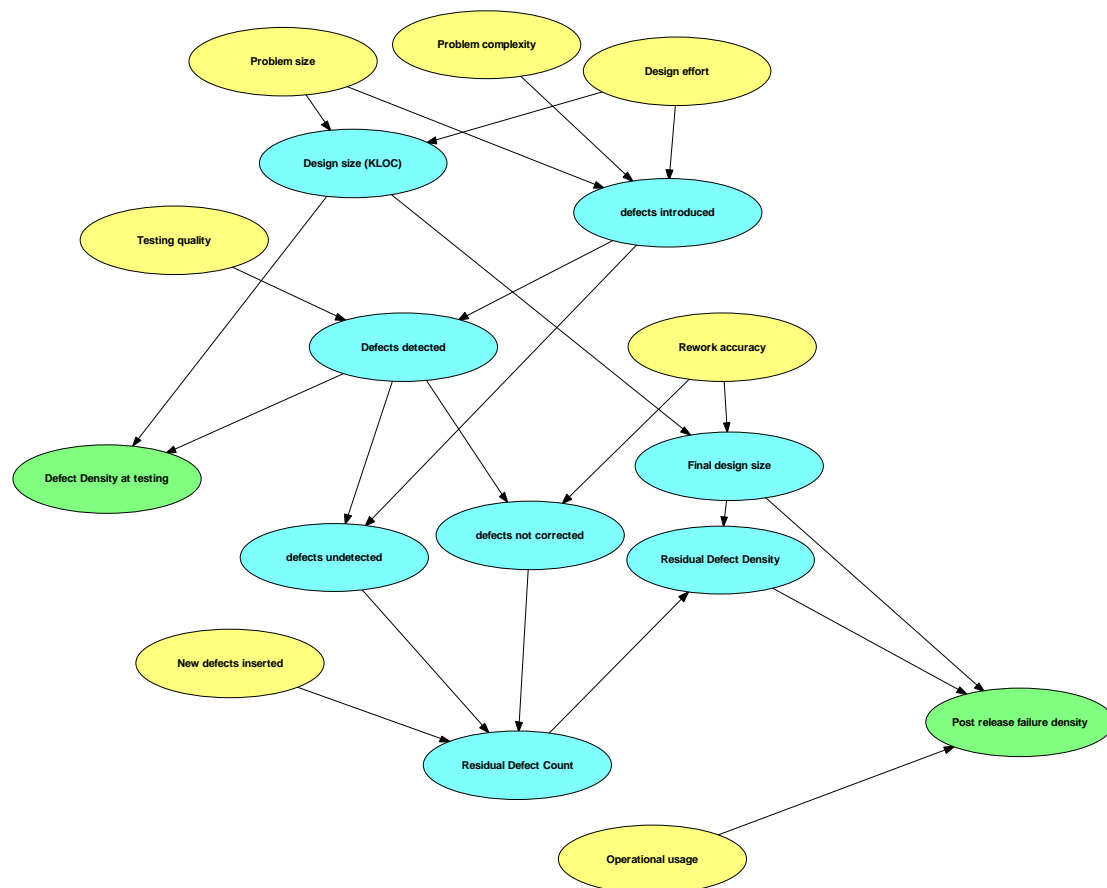 Problem complexity
Problem size
Design effort
Design size (KLOC)
defects introduced
Testing quality
Defects detected
Rework accuracy
Final design size
Defect Density at testing
defects not corrected
defects undetected
Residual Defect Density
New defects inserted
Post release failure density
Residual Defect Count
Operational usage